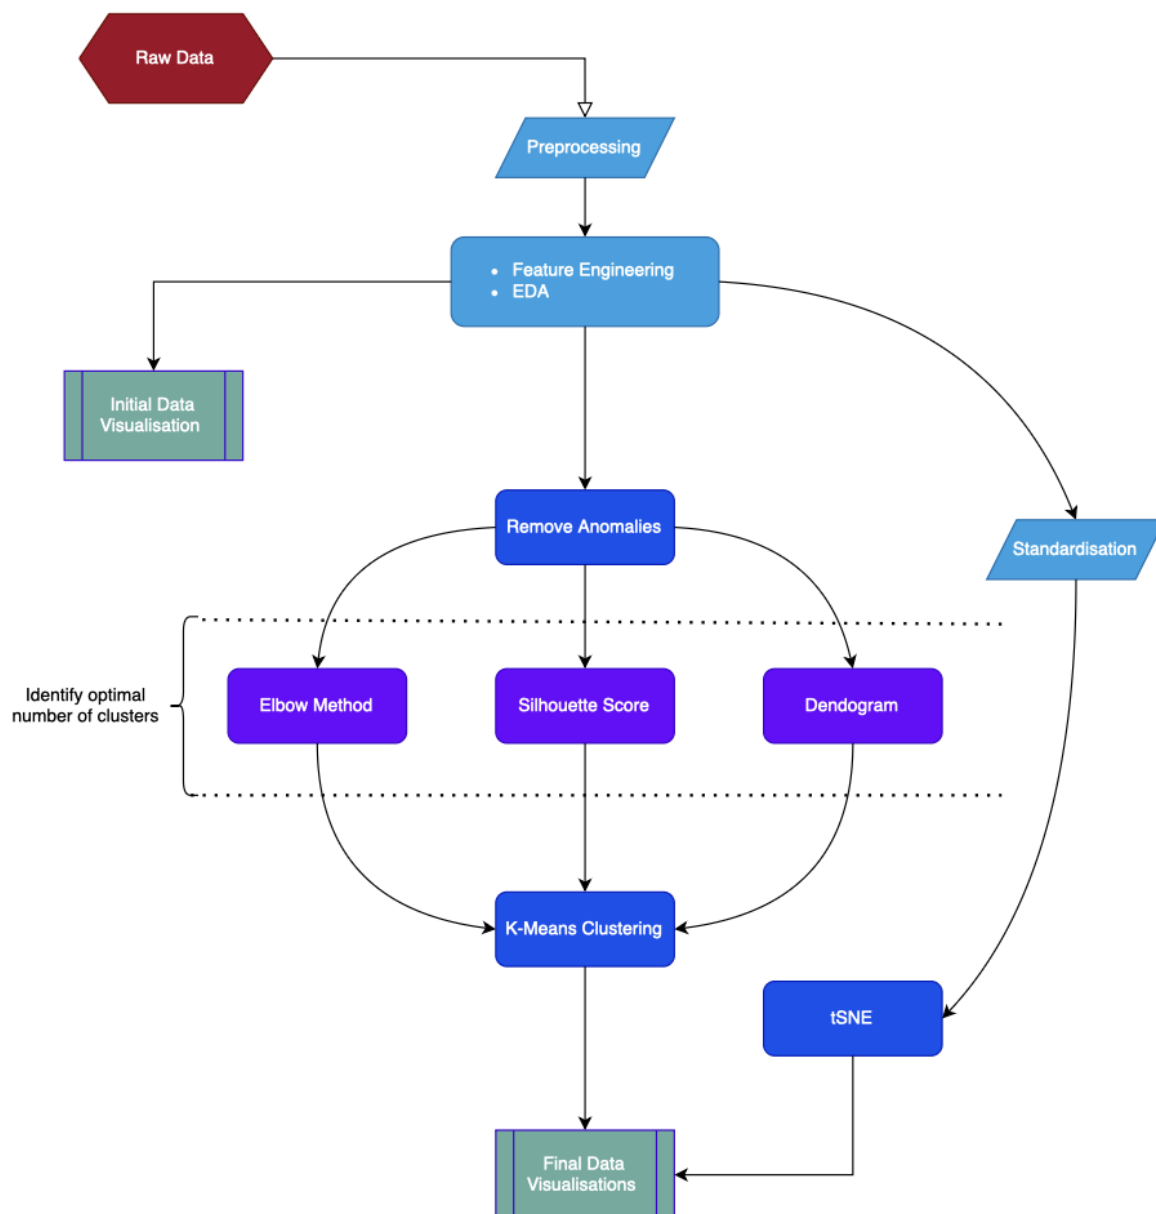 Raw Data
Preprocessing
• Feature Engineering
• EDA
Initial Data
Visualisation
Remove Anomalies
Standardisation
Identify optimal
number of clusters
Elbow Method
Silhouette Score
Dendogram
K-Means Clustering
tSNE
Final Data
Visualisations